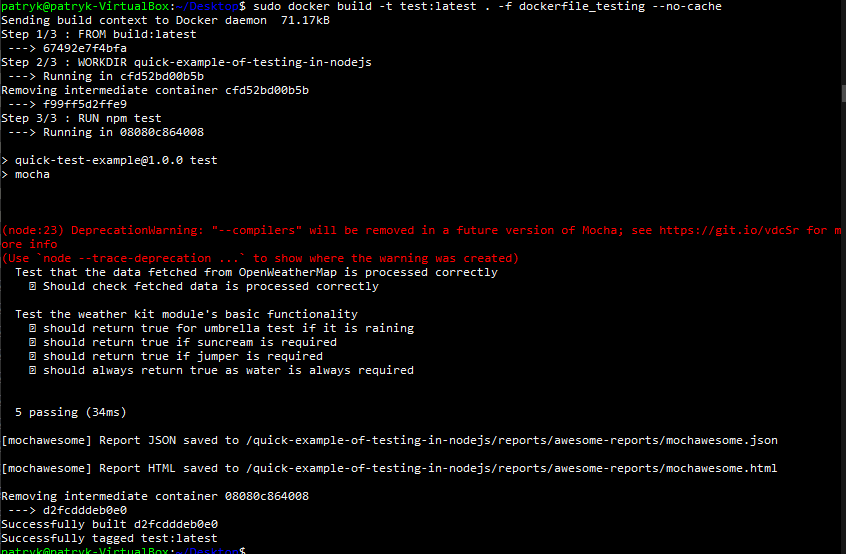 patryk@patryk-VirtualBox:~/Desktop$ sudo docker build -t test:latest . -f dockerfile_testing --no-cache
Sending build context to Docker daemon  71.17kB
Step 1/3 : FROM build:latest
 ---> 67492e7f4bfa
Step 2/3 : WORKDIR quick-example-of-testing-in-nodejs
 ---> Running in cfd52bd00b5b
Removing intermediate container cfd52bd00b5b
 ---> f99ff5d2ffe9
Step 3/3 : RUN npm test
 ---> Running in 08080c864008
> quick-test-example@1.0.0 test
> mocha
(node:23) DeprecationWarning: "--compilers" will be removed in a future version of Mocha; see https://git.io/vdcSr for m
ore info
(Use `node --trace-deprecation ...` to show where the warning was created)
Test that the data fetched from OpenWeatherMap is processed correctly
Should check fetched data is processed correctly
Test the weather kit module's basic functionality
should return true for umbrella test if it is raining
should return true if suncream is required
should return true if jumper is required
should always return true as water is always required
5 passing (34ms)
[mochawesome] Report JSON saved to /quick-example-of-testing-in-nodejs/reports/awesome-reports/mochawesome.json
[mochawesome] Report HTML saved to /quick-example-of-testing-in-nodejs/reports/awesome-reports/mochawesome.html
Removing intermediate container 08080c864008
 ---> d2fcdddeb0e0
Successfully built d2fcdddeb0e0
Successfully tagged test:latest
patryk@patryk-VirtualBox:~/Desktop$